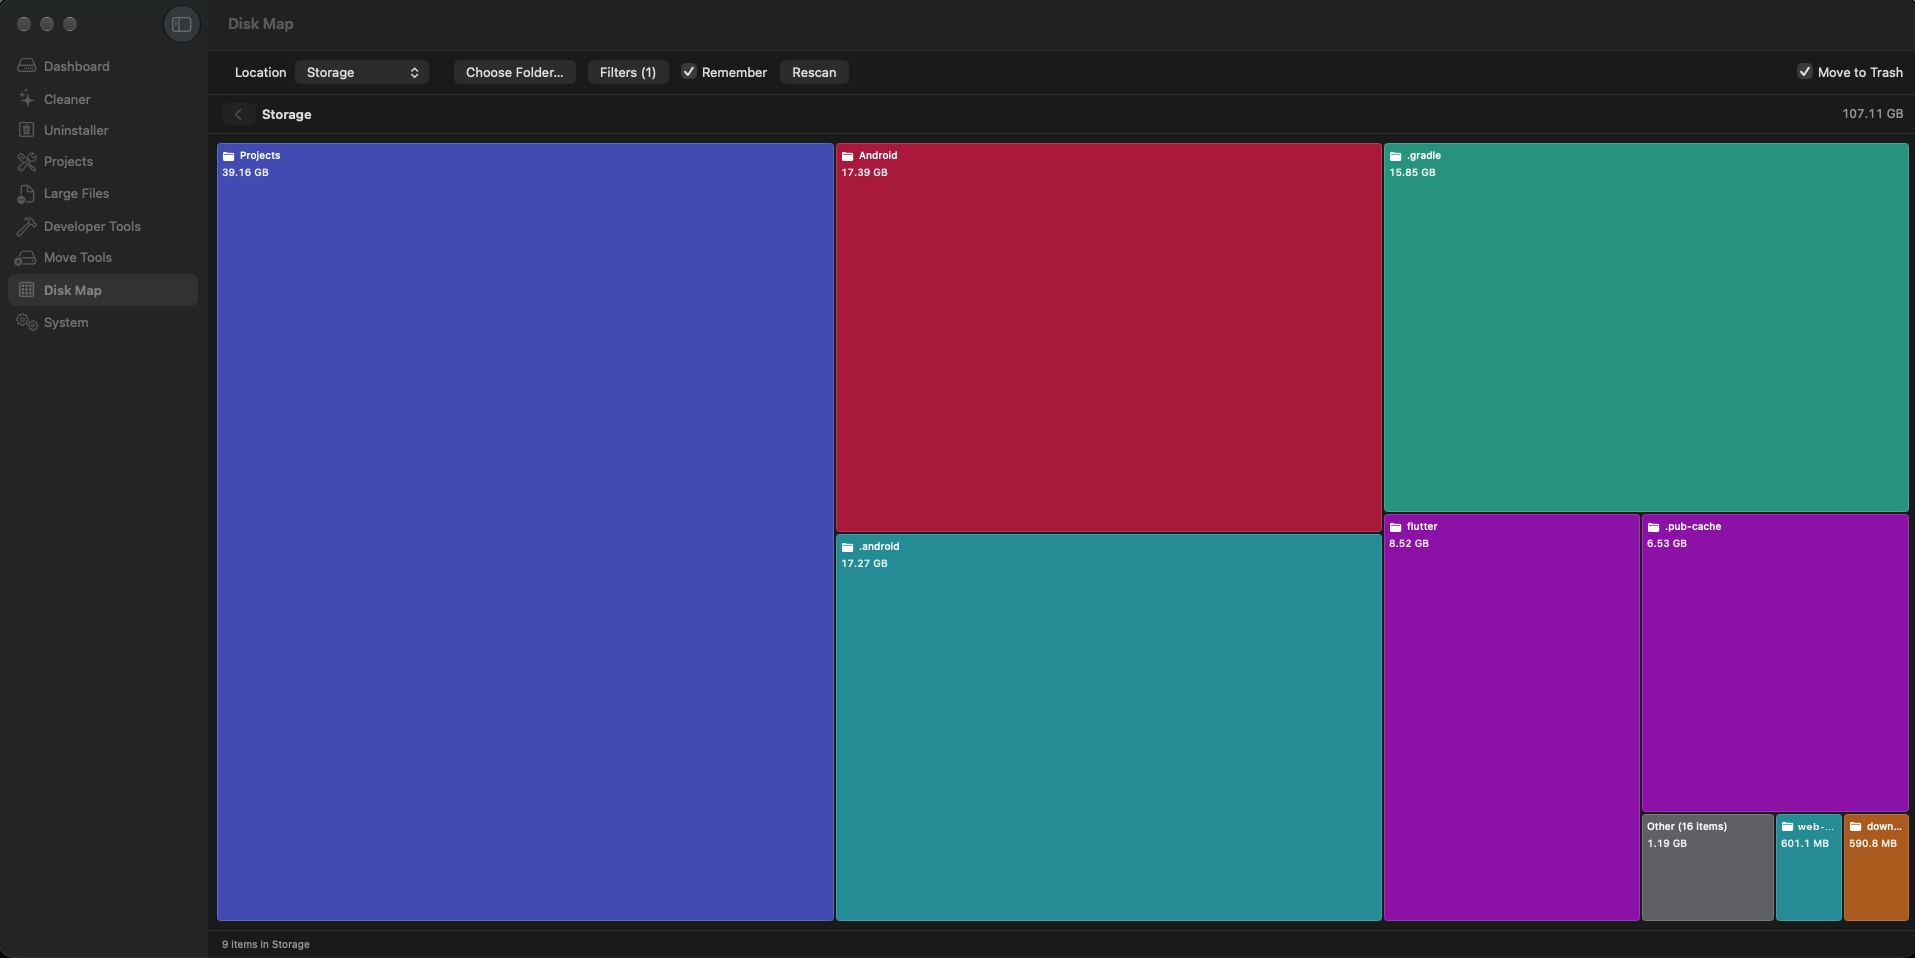 Disk Map
Dashboard
Cleaner
Uninstaller
Projects
Large Files
Developer Tools
Move Tools
Disk Map
System
Location Storage Choose Folder... Filters (1) Remember Rescan Move to Trash
Storage 107.11 GB
Projects
39.16 GB
Android
17.39 GB
.gradle
15.85 GB
.android
17.27 GB
flutter
8.52 GB
.pub-cache
6.53 GB
Other (16 items)
1.19 GB
web-...
601.1 MB
down...
590.8 MB
9 items in Storage